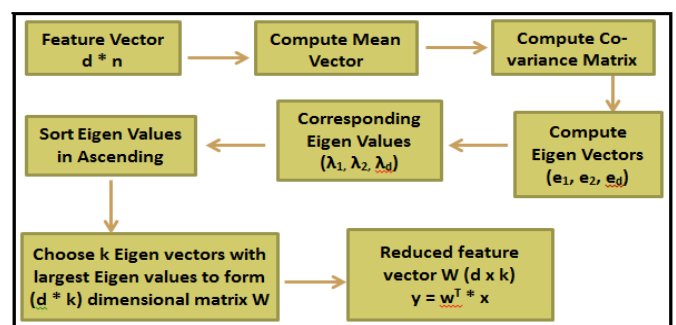 Feature Vector
d * n
Compute Mean
Vector
Compute Co-
variance Matrix
Compute
Eigen Vectors
(e₁, e₂, e_d)
Corresponding
Eigen Values
(λ₁, λ₂, λ_d)
Sort Eigen Values
in Ascending
Choose k Eigen vectors with
largest Eigen values to form
(d * k) dimensional matrix W
Reduced feature
vector W (d x k)
y = wᵀ * x